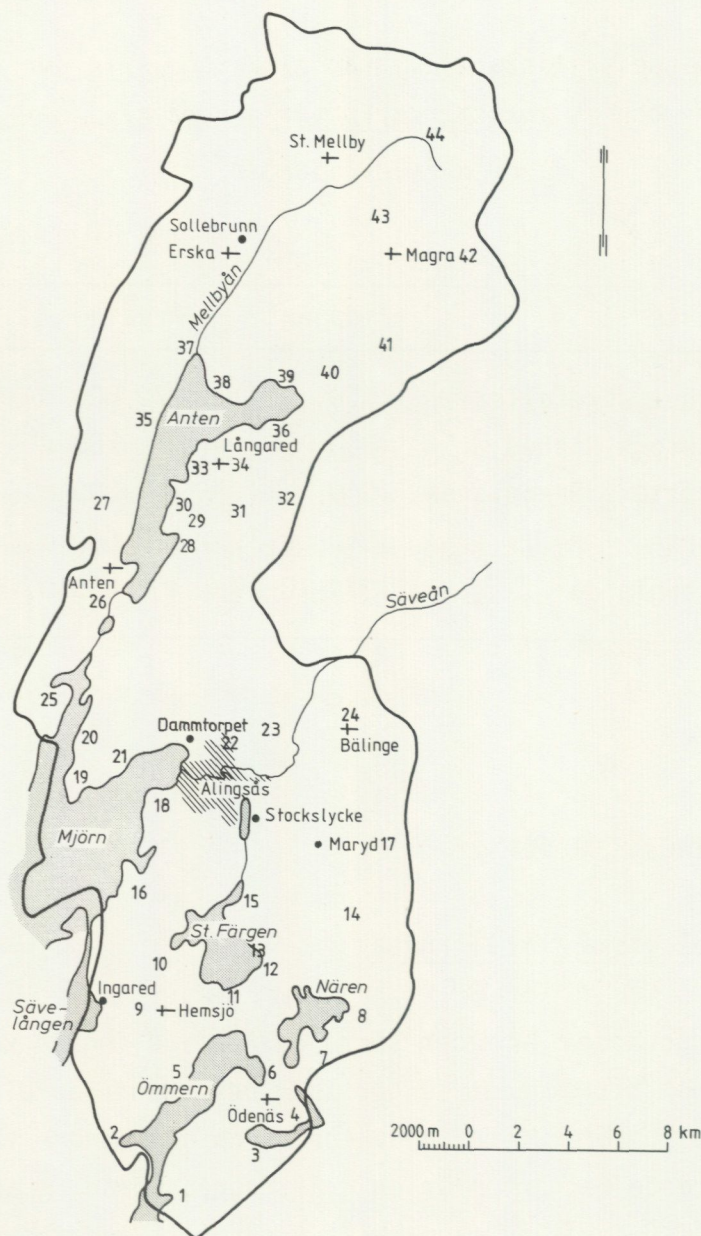 44
St. Mellby
43
Sollebrunn
Erska
Magra 42
Mellbyån
41
37
40
39
38
35
Anten
36
Långared
33
34
32
27
30
31
29
28
Anten
26
Säveån
25
24
23
Dammtorpet
20
22
Bälinge
21
19
Alingsås
18
Stockslycke
Mjörn
Maryd 17
16
15
14
St. Färgen
13
10
12
Nären
Ingared
11
Säve-
lången
9
Hemsjö
8
7
5
6
Ömmern
Ödenäs 4
2
3
2000 m 0 2 4 6 8 km
1